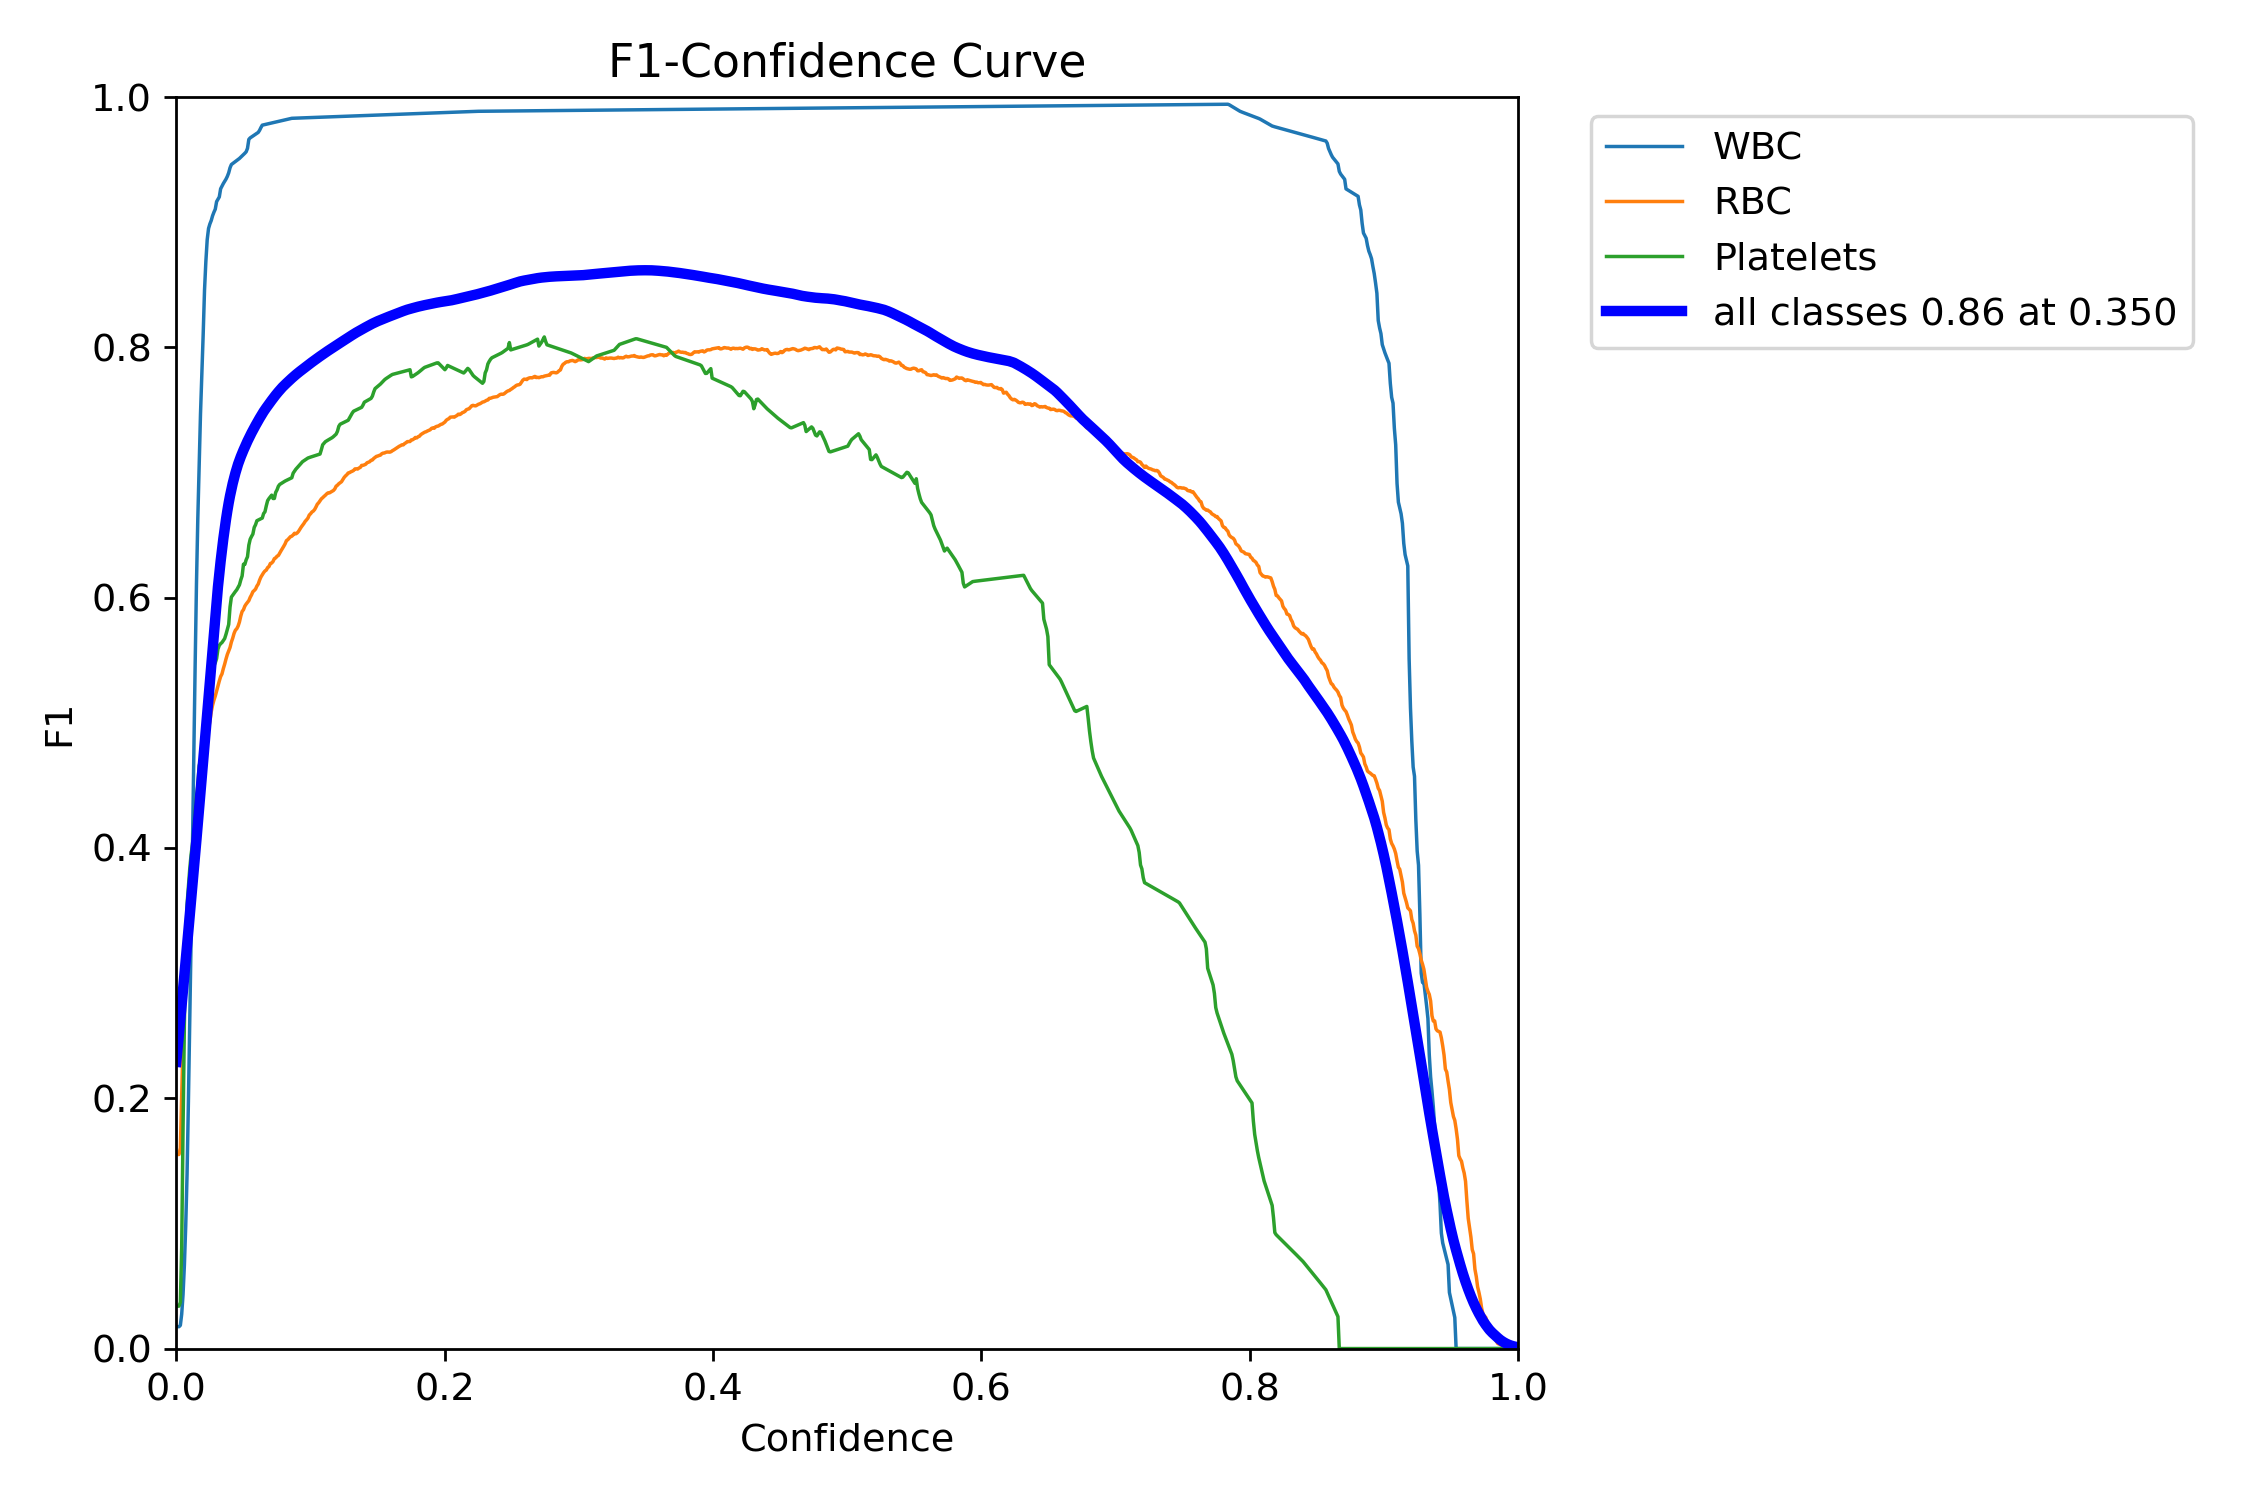 F1-Confidence Curve
1.0
0.8
0.6
0.4
0.2
0.0
F1
0.0 0.2 0.4 0.6 0.8 1.0
Confidence
WBC
RBC
Platelets
all classes 0.86 at 0.350